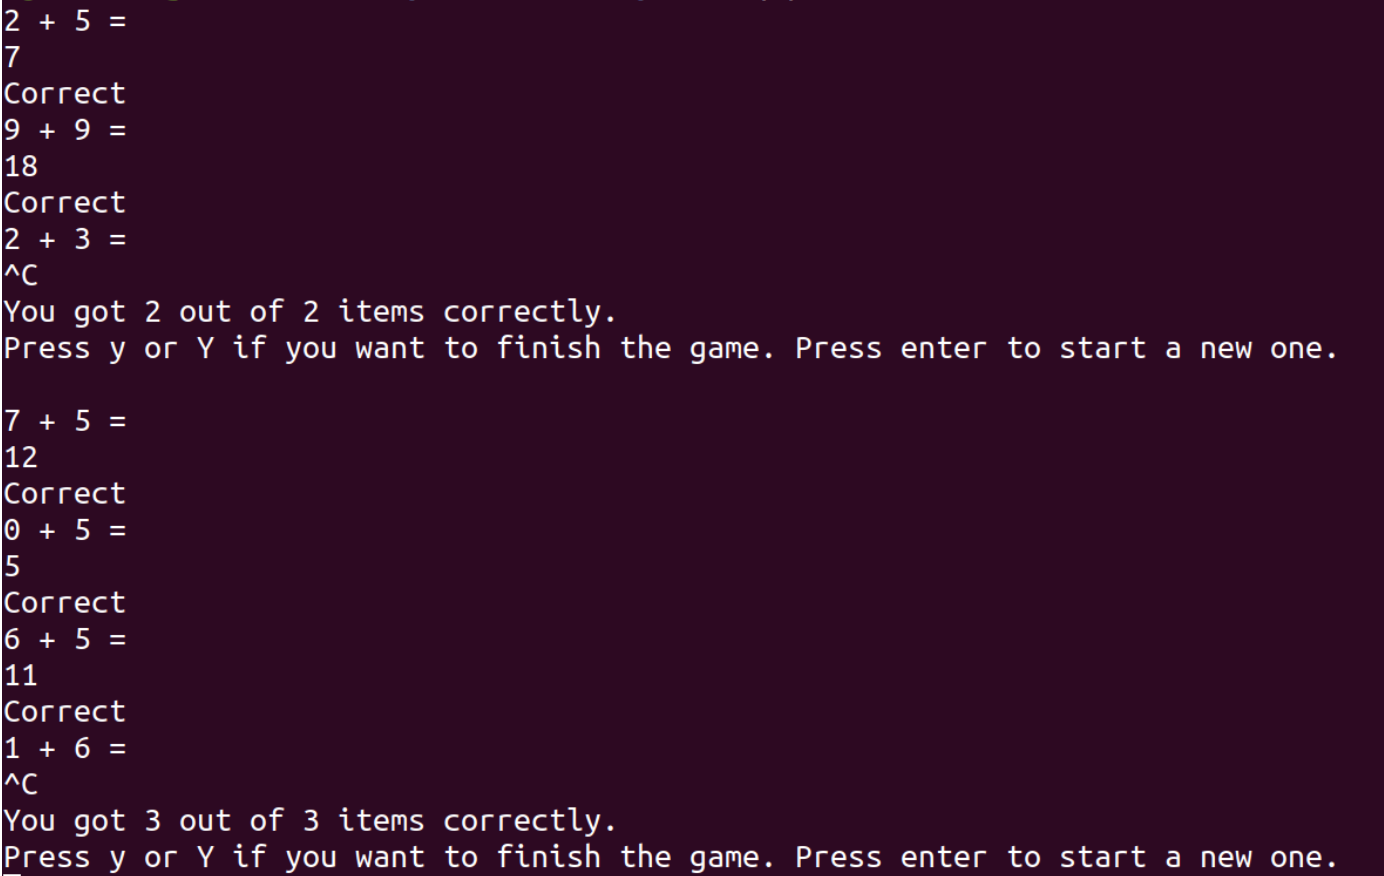 2 + 5 =
7
Correct
9 + 9 =
18
Correct
2 + 3 =
^C
You got 2 out of 2 items correctly.
Press y or Y if you want to finish the game. Press enter to start a new one.
7 + 5 =
12
Correct
0 + 5 =
5
Correct
6 + 5 =
11
Correct
1 + 6 =
^C
You got 3 out of 3 items correctly.
Press y or Y if you want to finish the game. Press enter to start a new one.